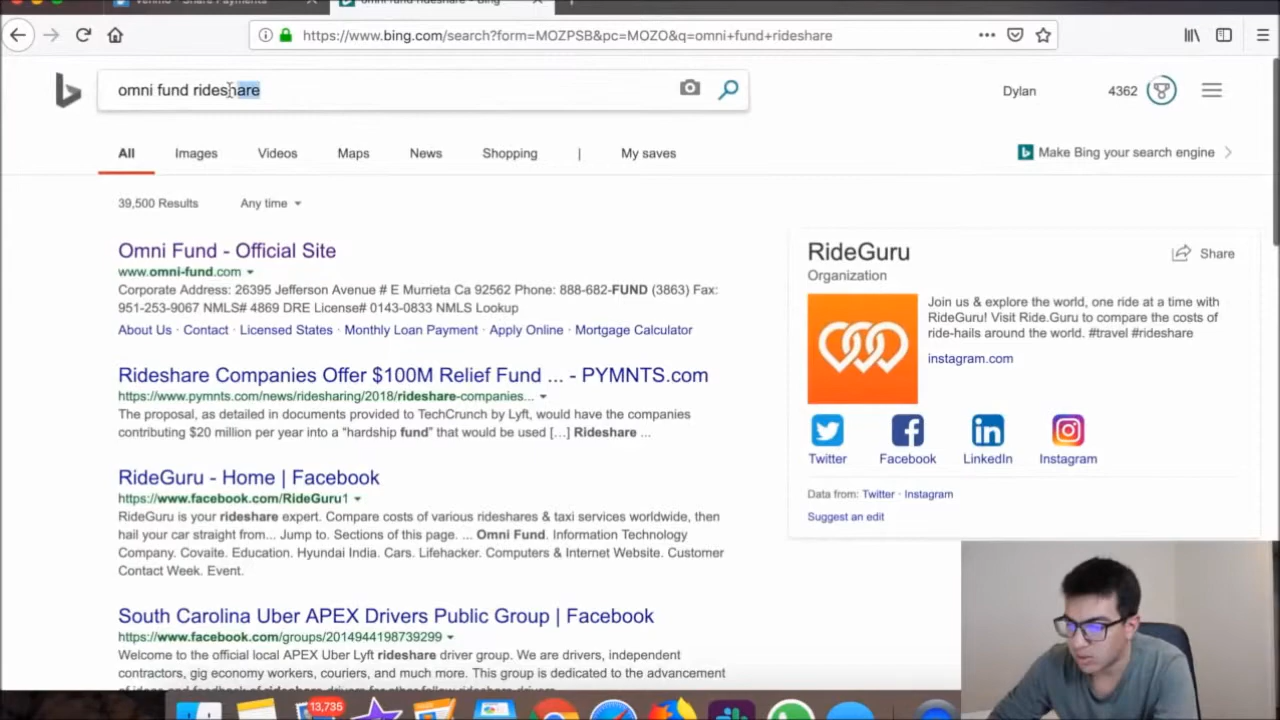 https://www.bing.com/search?form=MOZPSB&pc=MOZO&q=omni+fund+rideshare
omni fund rideshare
Dylan
4362
All
Images
Videos
Maps
News
Shopping
|
My saves
Make Bing your search engine
39,500 Results
Any time
Omni Fund - Official Site
www.omni-fund.com
Corporate Address: 26395 Jefferson Avenue # E Murrieta Ca 92562 Phone: 888-682-FUND (3863) Fax:
951-253-9067 NMLS# 4869 DRE License# 0143-0833 NMLS Lookup
About Us · Contact · Licensed States · Monthly Loan Payment · Apply Online · Mortgage Calculator
Rideshare Companies Offer $100M Relief Fund ... - PYMNTS.com
https://www.pymnts.com/news/ridesharing/2018/rideshare-companies...
The proposal, as detailed in documents provided to TechCrunch by Lyft, would have the companies
contributing $20 million per year into a “hardship fund” that would be used [...] Rideshare ...
RideGuru - Home | Facebook
https://www.facebook.com/RideGuru1
RideGuru is your rideshare expert. Compare costs of various rideshares & taxi services worldwide, then
hail your car straight from... Jump to. Sections of this page. ... Omni Fund. Information Technology
Company. Covaite. Education. Hyundai India. Cars. Lifehacker. Computers & Internet Website. Customer
Contact Week. Event.
South Carolina Uber APEX Drivers Public Group | Facebook
https://www.facebook.com/groups/2014944198739299
Welcome to the official local APEX Uber Lyft rideshare driver group. We are drivers, independent
contractors, gig economy workers, couriers, and much more. This group is dedicated to the advancement
RideGuru
Share
Organization
Join us & explore the world, one ride at a time with
RideGuru! Visit Ride.Guru to compare the costs of
ride-hails around the world. #travel #rideshare
instagram.com
Twitter
Facebook
LinkedIn
Instagram
Data from: Twitter · Instagram
Suggest an edit
13,735